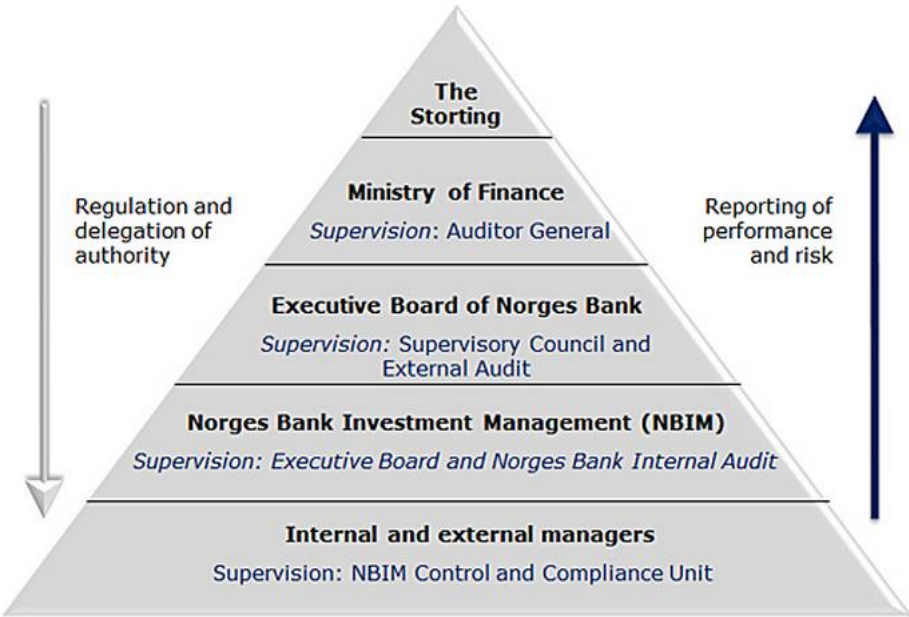 The
Storting
Ministry of Finance
Supervision: Auditor General
Regulation and
delegation of
authority
Reporting of
performance
and risk
Executive Board of Norges Bank
Supervision: Supervisory Council and
External Audit
Norges Bank Investment Management (NBIM)
Supervision: Executive Board and Norges Bank Internal Audit
Internal and external managers
Supervision: NBIM Control and Compliance Unit